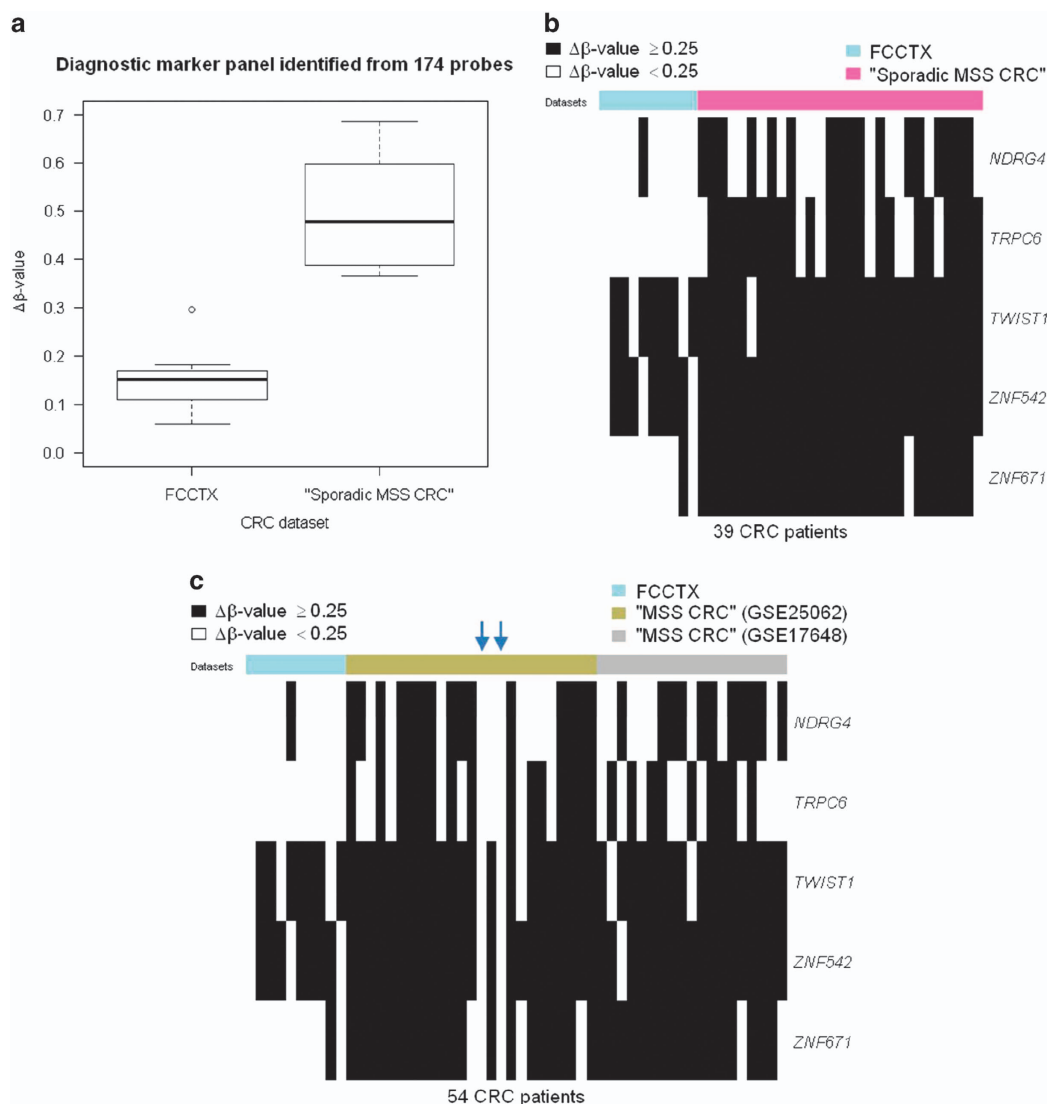 a
Diagnostic marker panel identified from 174 probes
0.7
0.6
0.5
0.4
0.3
0.2
0.1
0.0
Δβ-value
FCCTX
"Sporadic MSS CRC"
CRC dataset
b
Δβ-value ≥ 0.25
Δβ-value < 0.25
FCCTX
"Sporadic MSS CRC"
Datasets
NDRG4
TRPC6
TWIST1
ZNF542
ZNF671
39 CRC patients
c
Δβ-value ≥ 0.25
Δβ-value < 0.25
FCCTX
"MSS CRC" (GSE25062)
"MSS CRC" (GSE17648)
Datasets
NDRG4
TRPC6
TWIST1
ZNF542
ZNF671
54 CRC patients